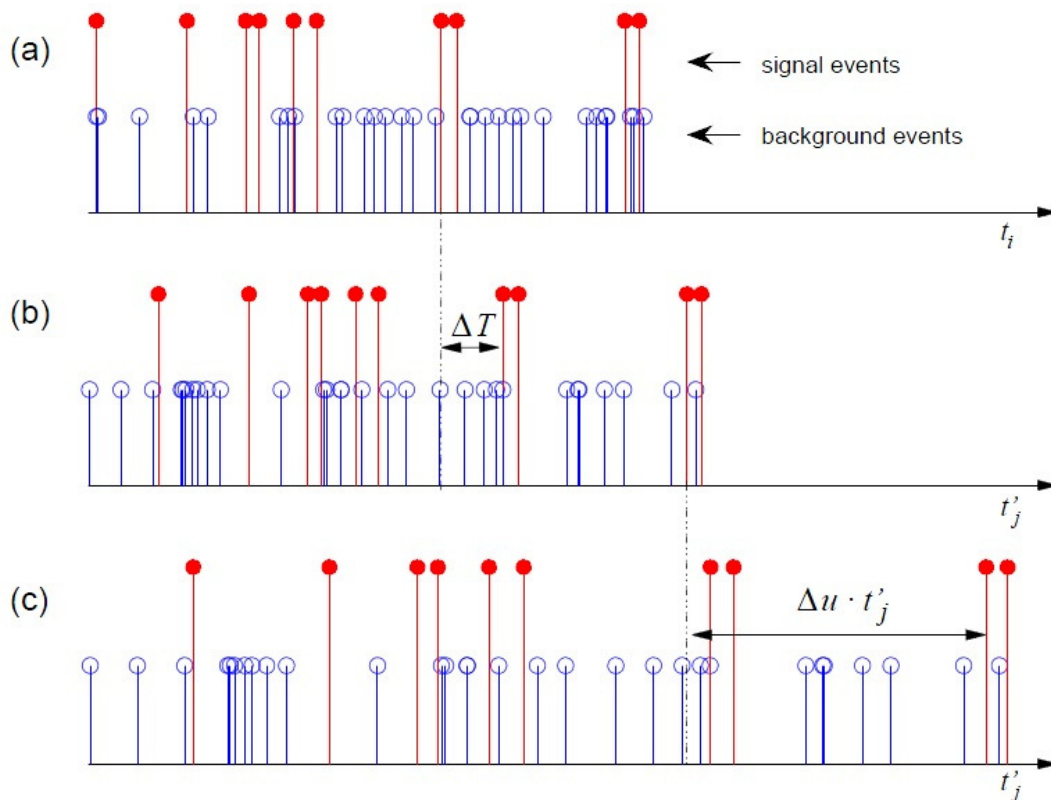 (a)
signal events
background events
t_i
(b)
ΔT
t'_j
(c)
Δu · t'_j
t'_j